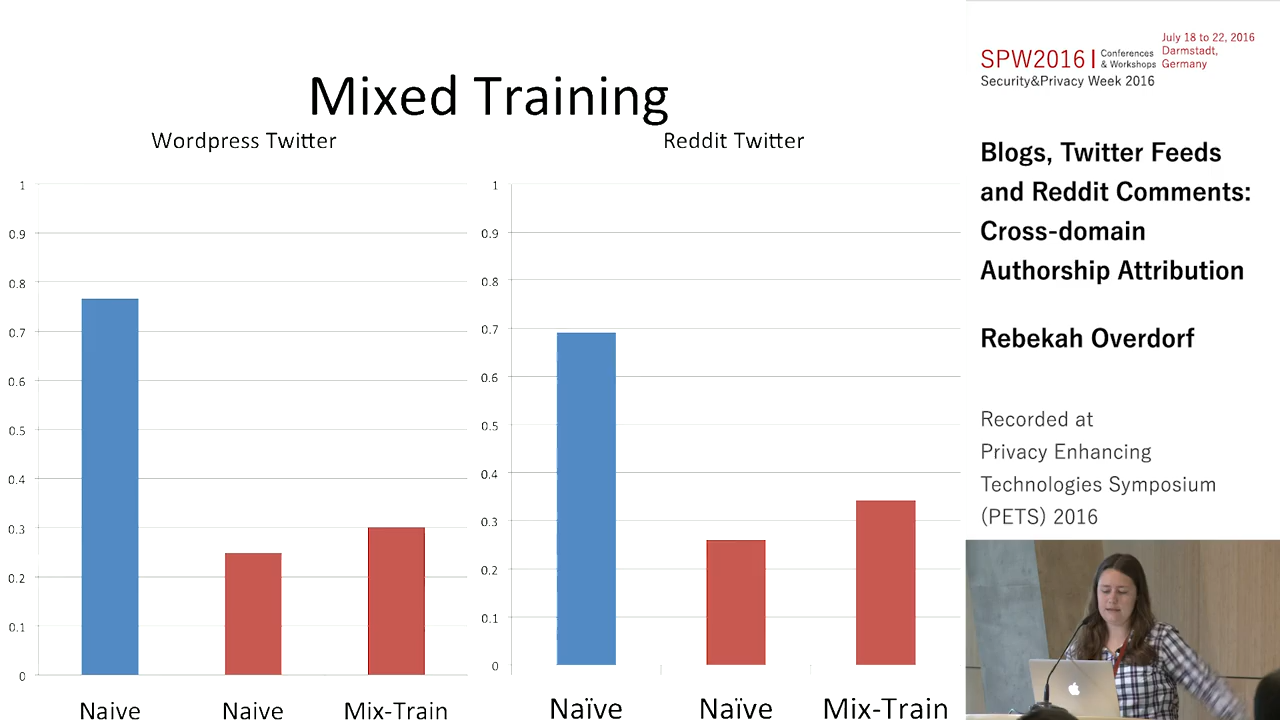 Mixed Training
Wordpress Twitter
1
0.9
0.8
0.7
0.6
0.5
0.4
0.3
0.2
0.1
0
Naive
Naive
Mix-Train
Reddit Twitter
1
0.9
0.8
0.7
0.6
0.5
0.4
0.3
0.2
0.1
0
Naïve
Naïve
Mix-Train
SPW2016 | Conferences
& Workshops
July 18 to 22, 2016
Darmstadt,
Germany
Security&Privacy Week 2016
Blogs, Twitter Feeds
and Reddit Comments:
Cross-domain
Authorship Attribution
Rebekah Overdorf
Recorded at
Privacy Enhancing
Technologies Symposium
(PETS) 2016